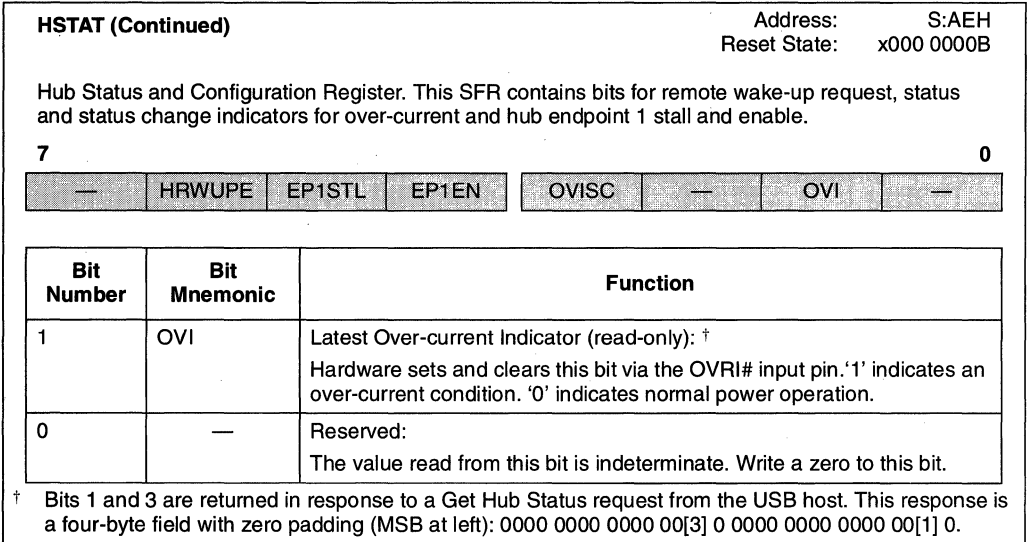 HSTAT (Continued) Address: S:AEH
Reset State: x000 0000B
Hub Status and Configuration Register. This SFR contains bits for remote wake-up request, status
and status change indicators for over-current and hub endpoint 1 stall and enable.
7 0
— HRWUPE EP1STL EP1EN OVISC — OVI —
Bit Number Bit Mnemonic Function
1 OVI Latest Over-current Indicator (read-only): †
Hardware sets and clears this bit via the OVRI# input pin.‘1’ indicates an
over-current condition. ‘0’ indicates normal power operation.
0 — Reserved:
The value read from this bit is indeterminate. Write a zero to this bit.
† Bits 1 and 3 are returned in response to a Get Hub Status request from the USB host. This response is
a four-byte field with zero padding (MSB at left): 0000 0000 0000 00[3] 0 0000 0000 0000 00[1] 0.